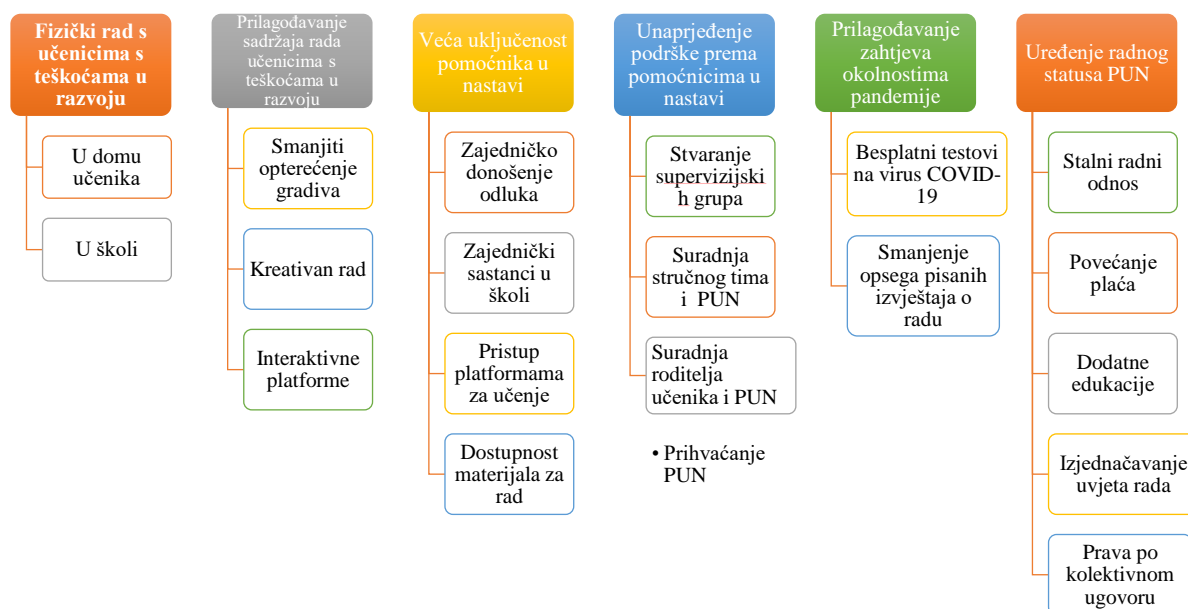 Fizički rad s
učenicima s
teškoćama u
razvoju
U domu
učenika
U školi
Prilagođavanje
sadržaja rada
učenicima s
teškoćama u
razvoju
Smanjiti
opterećenje
gradiva
Kreativan rad
Interaktivne
platforme
Veća uključenost
pomoćnika u
nastavi
Zajedničko
donošenje
odluka
Zajednički
sastanci u
školi
Pristup
platformama
za učenje
Dostupnost
materijala za
rad
Unaprjeđenje
podrške prema
pomoćnicima u
nastavi
Stvaranje
supervizijski
h grupa
Suradnja
stručnog tima
i PUN
Suradnja
roditelja
učenika i PUN
• Prihvaćanje
PUN
Prilagođavanje
zahtjeva
okolnostima
pandemije
Besplatni testovi
na virus COVID-
19
Smanjenje
opsega pisanih
izvještaja o
radu
Uređenje radnog
statusa PUN
Stalni radni
odnos
Povećanje
plaća
Dodatne
edukacije
Izjednačavanje
uvjeta rada
Prava po
kolektivnom
ugovoru